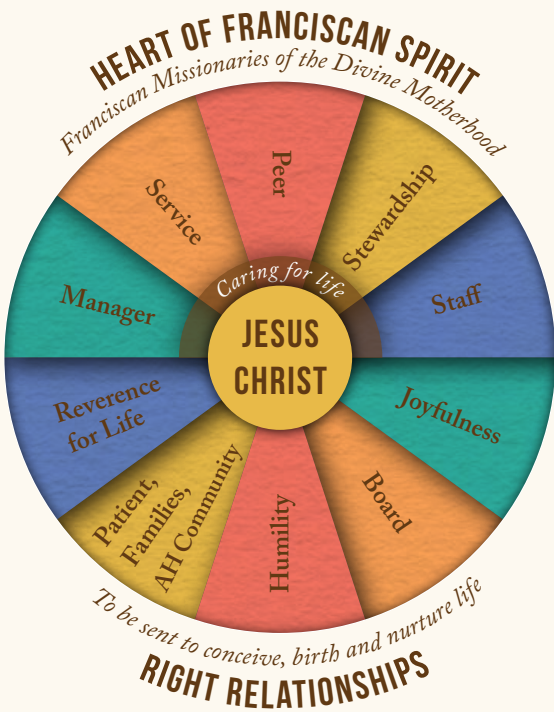 HEART OF FRANCISCAN SPIRIT
Franciscan Missionaries of the Divine Motherhood
Peer
Stewardship
Staff
Joyfulness
Board
Humility
Patient,
Families,
AH Community
Reverence
for Life
Manager
Service
Caring for life
JESUS
CHRIST
To be sent to conceive, birth and nurture life
RIGHT RELATIONSHIPS